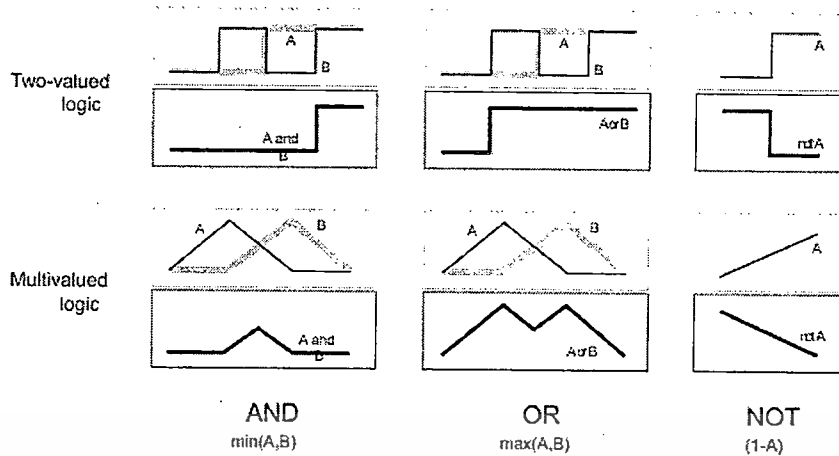 A
B
A
B
A
Two-valued
logic
A and
B
A or B
not A
A
B
A
B
A
Multivalued
logic
A and
B
A or B
not A
AND
OR
NOT
min(A,B)
max(A,B)
(1-A)